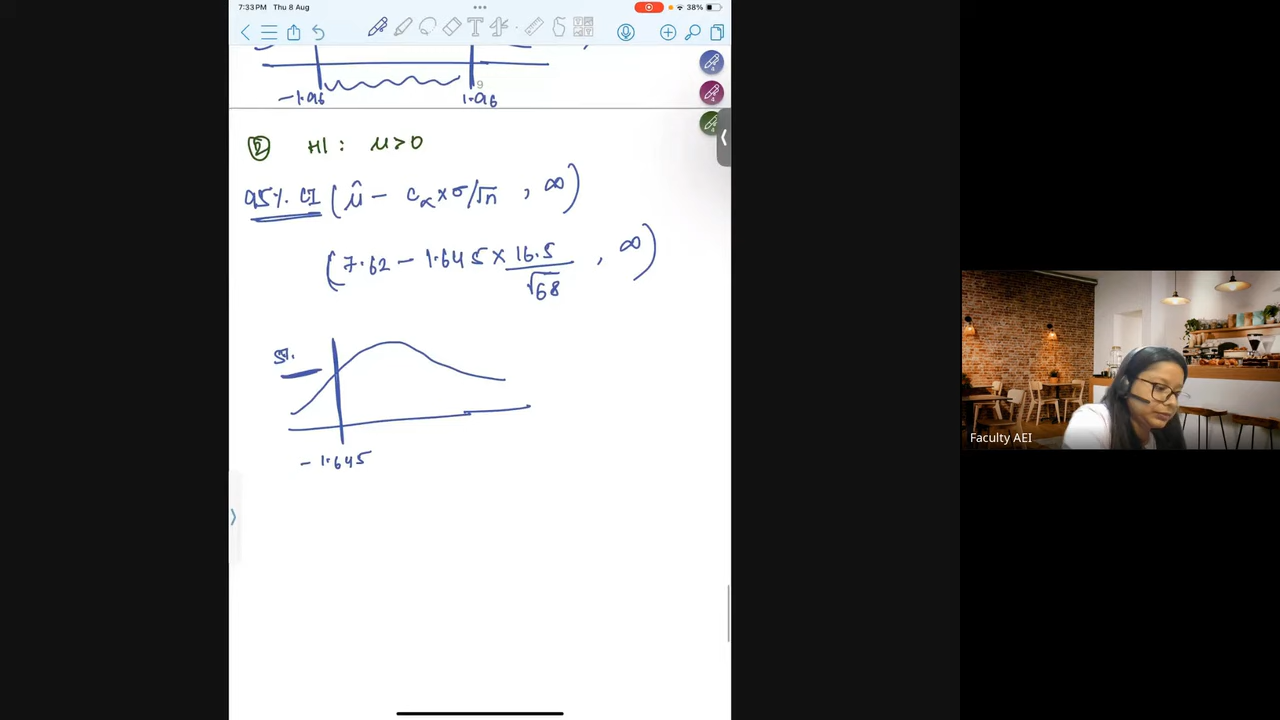 7:33 PM Thu 8 Aug
38%
9
-1.96 1.96
② H1: μ > 0
95% CI (μ̂ - cα × σ/√n , ∞)
(7.62 - 1.645 × 16.5/√68 , ∞)
-1.645
Faculty AEI